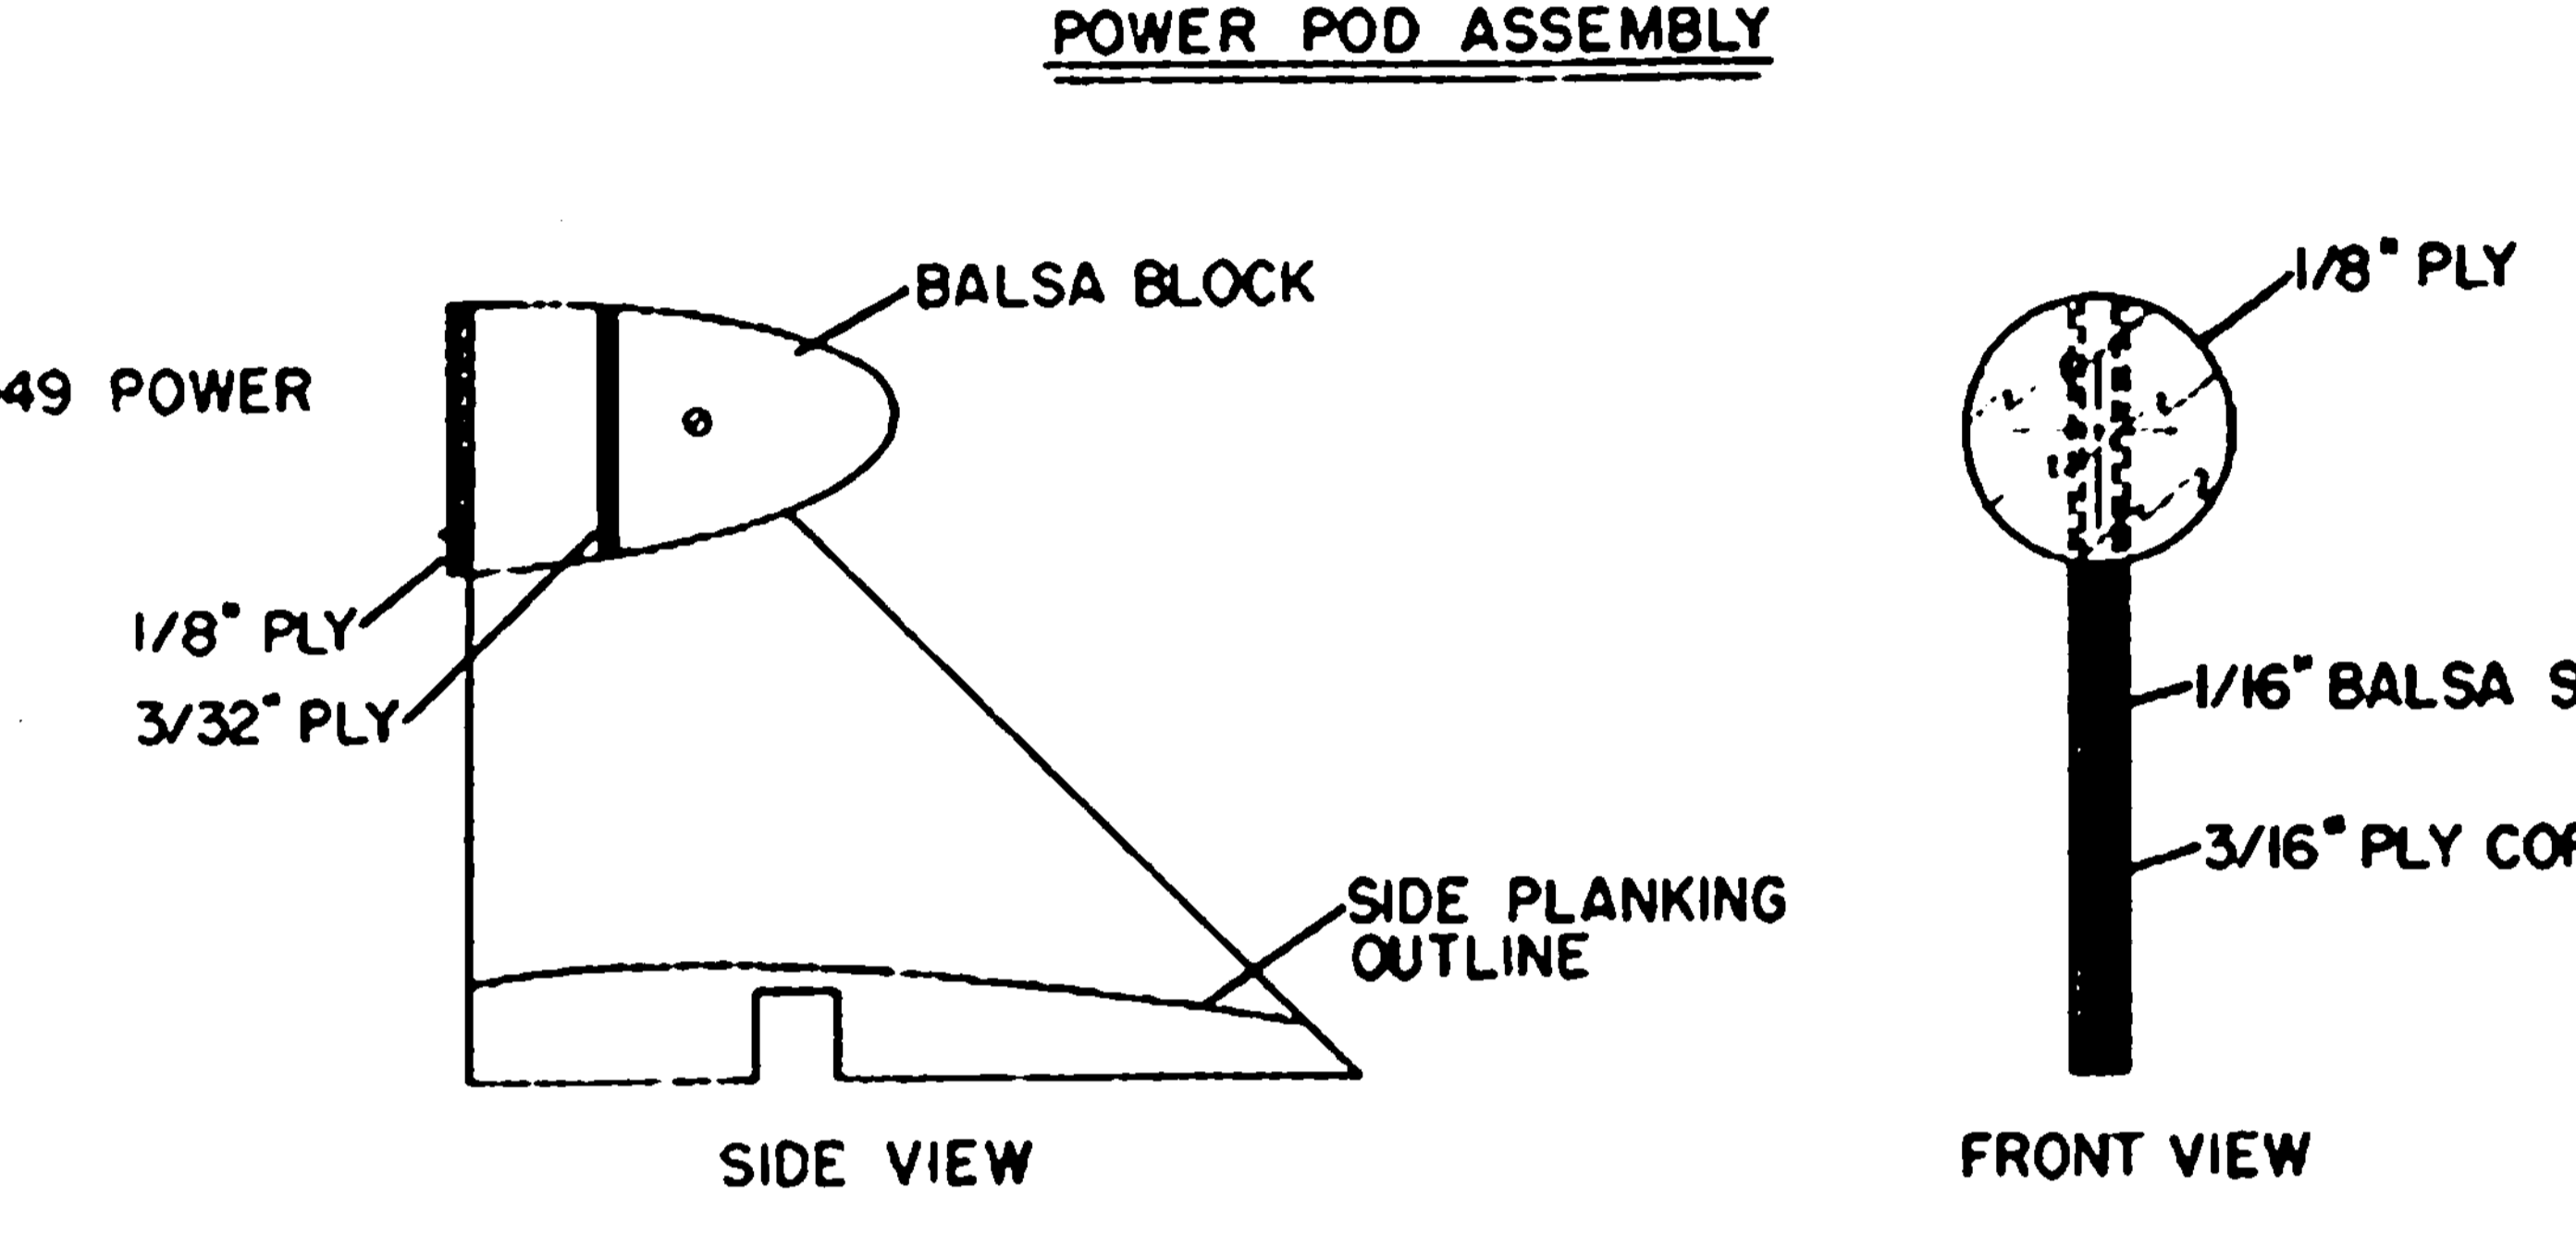 POWER POD ASSEMBLY
BALSA BLOCK
1/8" PLY
49 POWER
1/8" PLY
3/32" PLY
1/16" BALSA
3/16" PLY
SIDE PLANKING
OUTLINE
SIDE VIEW
FRONT VIEW